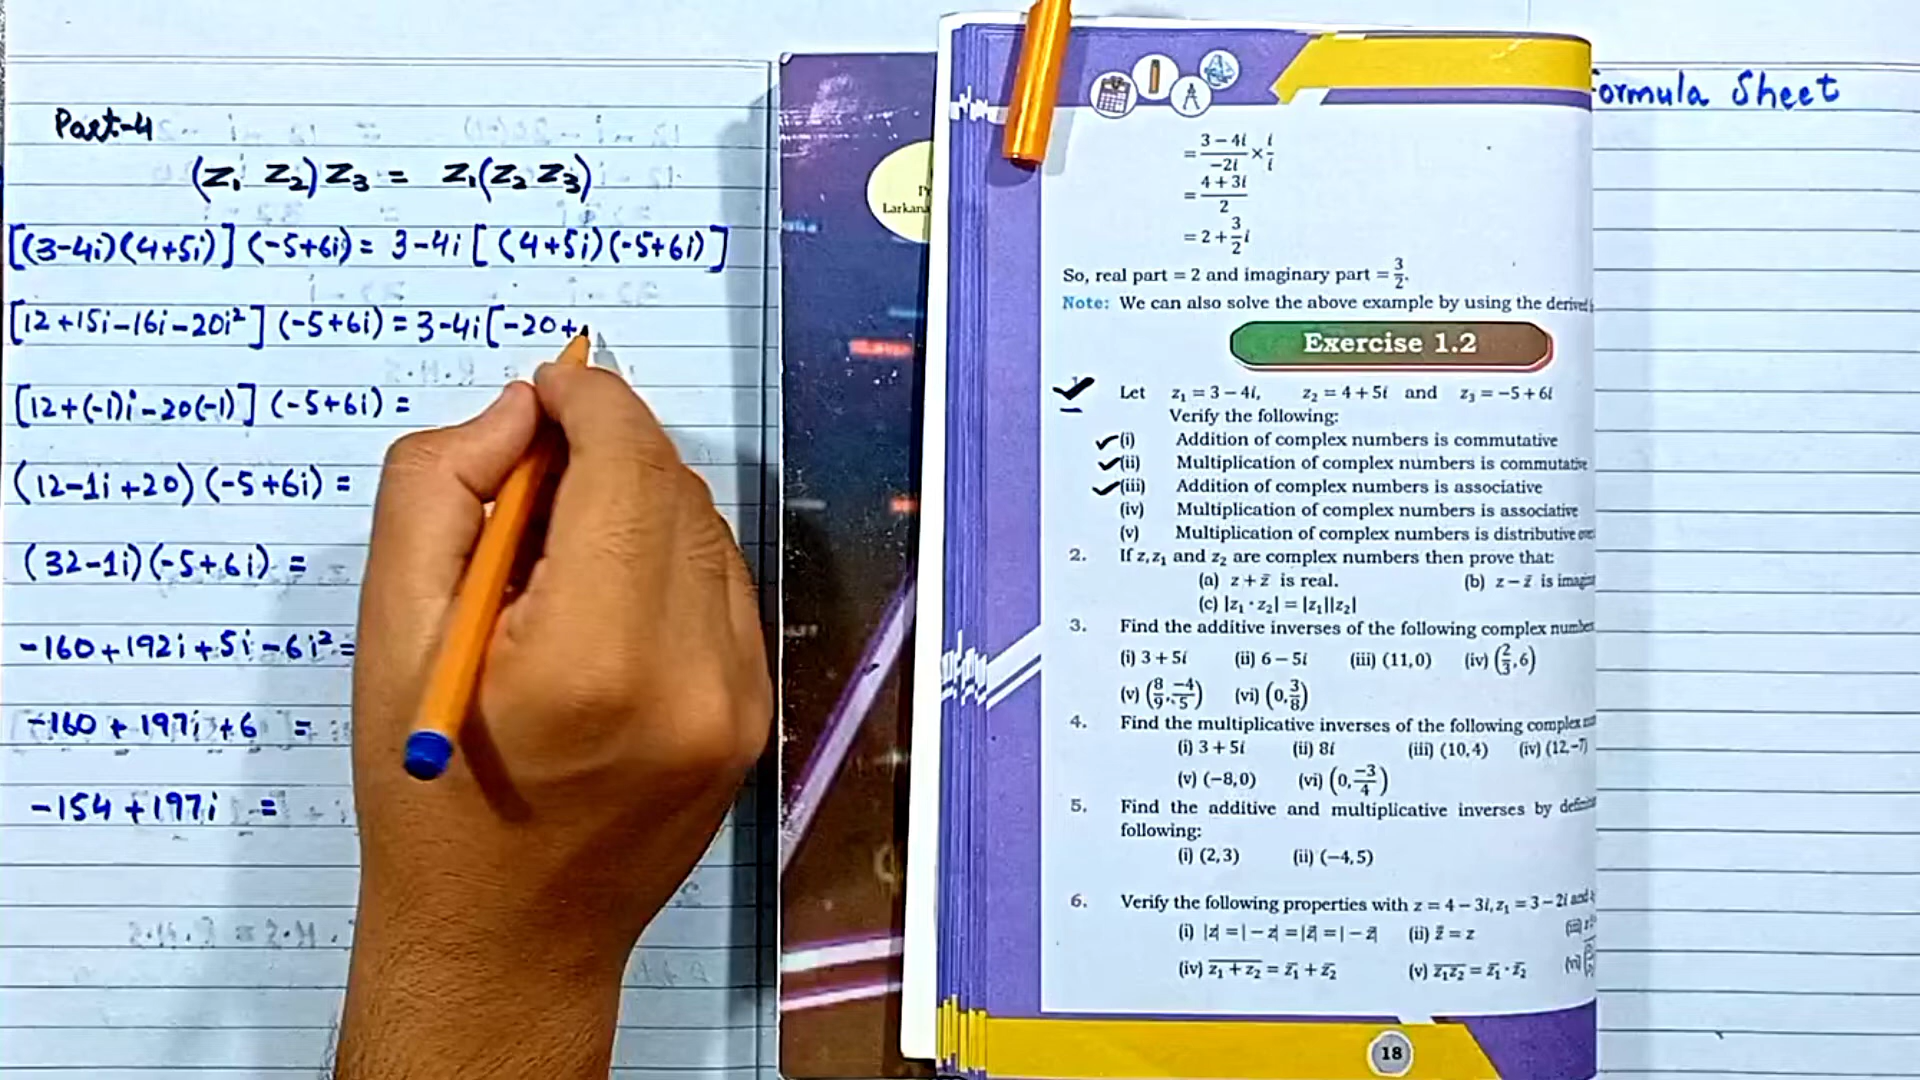 Part-4
(Z₁ Z₂) Z₃ = Z₁(Z₂ Z₃)
[(3-4i)(4+5i)] (-5+6i) = 3-4i [ (4+5i)(-5+6i) ]
[12 +15i-16i-20i²] (-5+6i) = 3-4i [-20+
[12+(-1)i-20(-1)] (-5+6i) =
(12-1i+20) (-5+6i) =
(32-1i)(-5+6i) =
-160+192i+5i-6i²=
-160 + 197i +6 =
-154 +197i =
Larkana
ormula Sheet
= (3 − 4i)/(−2i) × i/i
= (4 + 3i)/2
= 2 + 3/2 i
So, real part = 2 and imaginary part = 3/2.
Note: We can also solve the above example by using the derived
Exercise 1.2
Let z₁ = 3 − 4i, z₂ = 4 + 5i and z₃ = −5 + 6i
Verify the following:
(i) Addition of complex numbers is commutative
(ii) Multiplication of complex numbers is commutative
(iii) Addition of complex numbers is associative
(iv) Multiplication of complex numbers is associative
(v) Multiplication of complex numbers is distributive
2. If z, z₁ and z₂ are complex numbers then prove that:
(a) z + z̄ is real. (b) z − z̄ is
(c) |z₁ · z₂| = |z₁||z₂|
3. Find the additive inverses of the following complex
(i) 3 + 5i (ii) 6 − 5i (iii) (11, 0) (iv) (2/3, 6)
(v) (8/9, −4/5) (vi) (0, 3/8)
4. Find the multiplicative inverses of the following complex
(i) 3 + 5i (ii) 8i (iii) (10, 4) (iv) (12, −7)
(v) (−8, 0) (vi) (0, −3/4)
5. Find the additive and multiplicative inverses by
following:
(i) (2, 3) (ii) (−4, 5)
6. Verify the following properties with z = 4 − 3i, z₁ = 3 − 2i and
(i) |z| = |−z| = |z̄| = |−z̄| (ii) z̿ = z (iii)
(iv) \overline{z₁ + z₂} = z̄₁ + z̄₂ (v) \overline{z₁z₂} = z̄₁ · z̄₂ (vi)
18